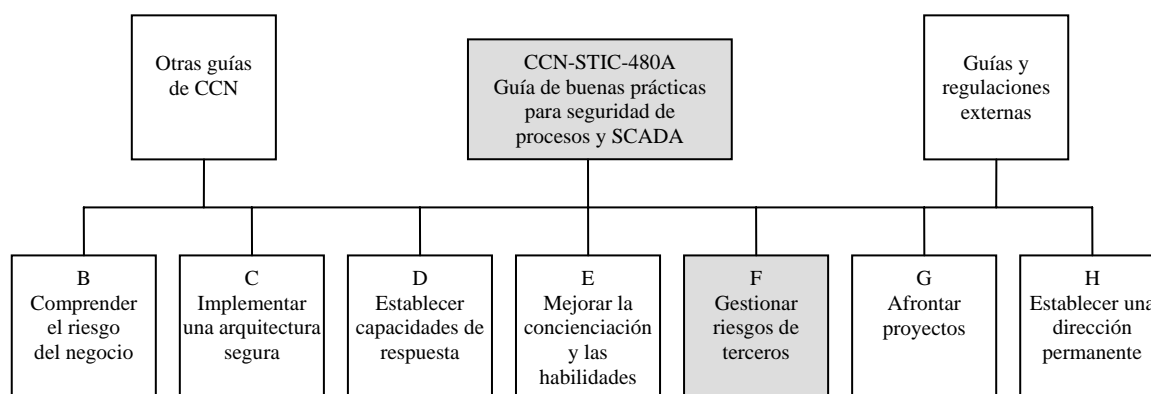 Otras guías
de CCN
CCN-STIC-480A
Guía de buenas prácticas
para seguridad de
procesos y SCADA
Guías y
regulaciones
externas
B
Comprender
el riesgo
del negocio
C
Implementar
una arquitectura
segura
D
Establecer
capacidades de
respuesta
E
Mejorar la
concienciación
y las
habilidades
F
Gestionar
riesgos de
terceros
G
Afrontar
proyectos
H
Establecer una
dirección
permanente